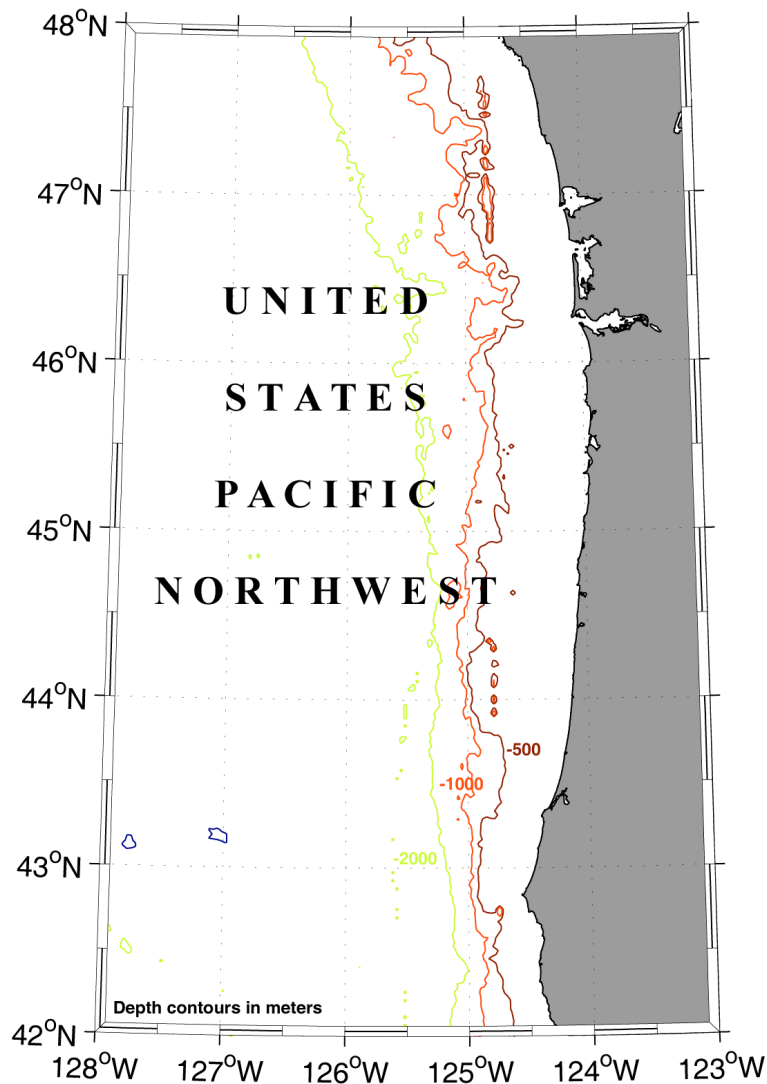 48°N
47°N
UNITED
46°N
STATES
PACIFIC
45°N
NORTHWEST
44°N
-500
-1000
-2000
43°N
Depth contours in meters
42°N
128°W 127°W 126°W 125°W 124°W 123°W